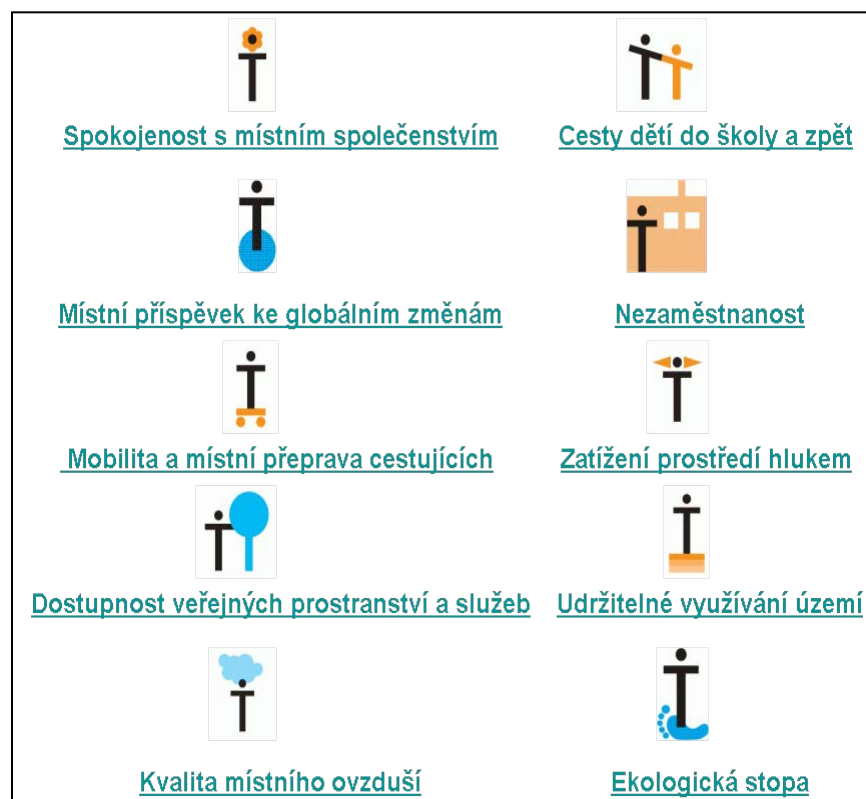 Spokojenost s místním společenstvím
Cesty dětí do školy a zpět
Místní příspěvek ke globálním změnám
Nezaměstnanost
Mobilita a místní přeprava cestujících
Zatížení prostředí hlukem
Dostupnost veřejných prostranství a služeb
Udržitelné využívání území
Kvalita místního ovzduší
Ekologická stopa